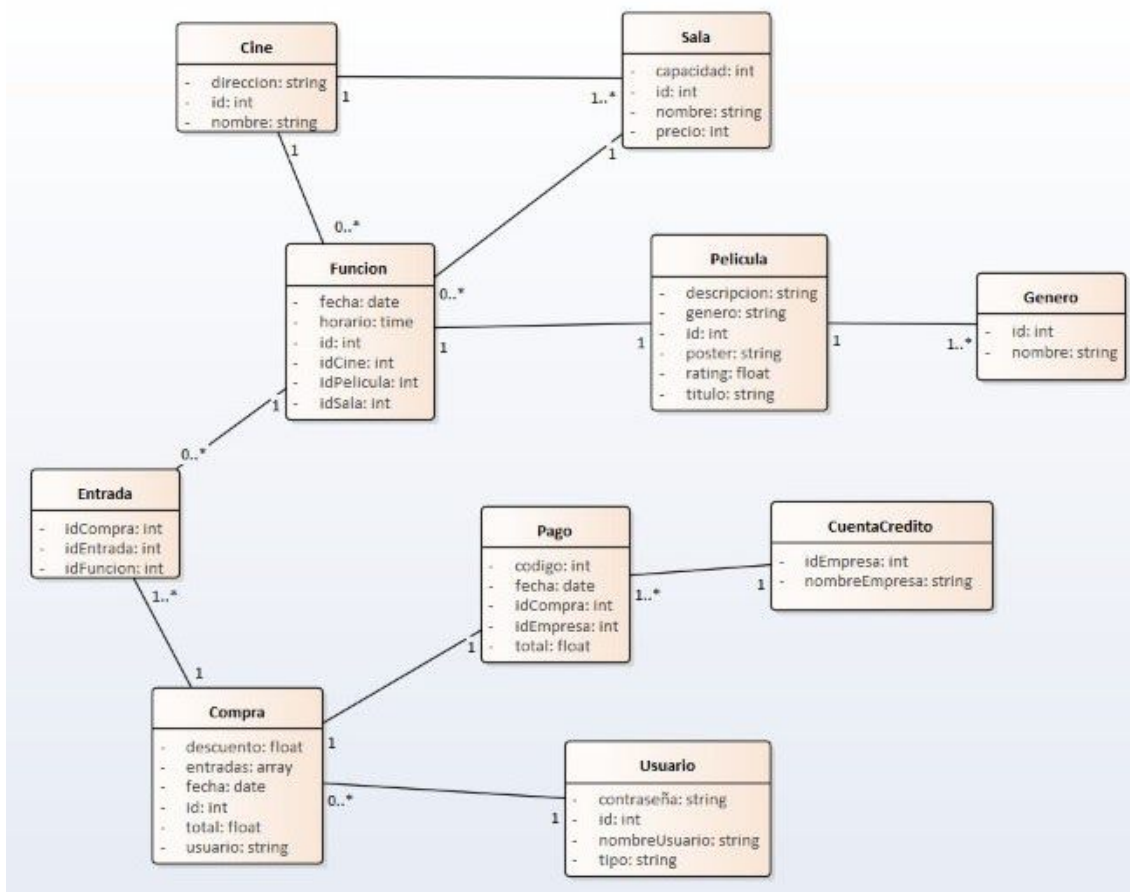 Cine
- direccion: string
- id: int
- nombre: string
Sala
- capacidad: int
- id: int
- nombre: string
- precio: int
1
1..*
1
1
0..*
Funcion
- fecha: date
- horario: time
- id: int
- idCine: int
- idPelicula: int
- idSala: int
0..*
Pelicula
- descripcion: string
- genero: string
- id: int
- poster: string
- rating: float
- titulo: string
Genero
- id: int
- nombre: string
1
1
1
1..*
1
0..*
Entrada
- idCompra: int
- idEntrada: int
- idFuncion: int
Pago
- codigo: int
- fecha: date
- idCompra: int
- idEmpresa: int
- total: float
CuentaCredito
- idEmpresa: int
- nombreEmpresa: string
1..*
1
1..*
1
1
Compra
- descuento: float
- entradas: array
- fecha: date
- id: int
- total: float
- usuario: string
1
0..*
Usuario
- contraseña: string
- id: int
- nombreUsuario: string
- tipo: string
1